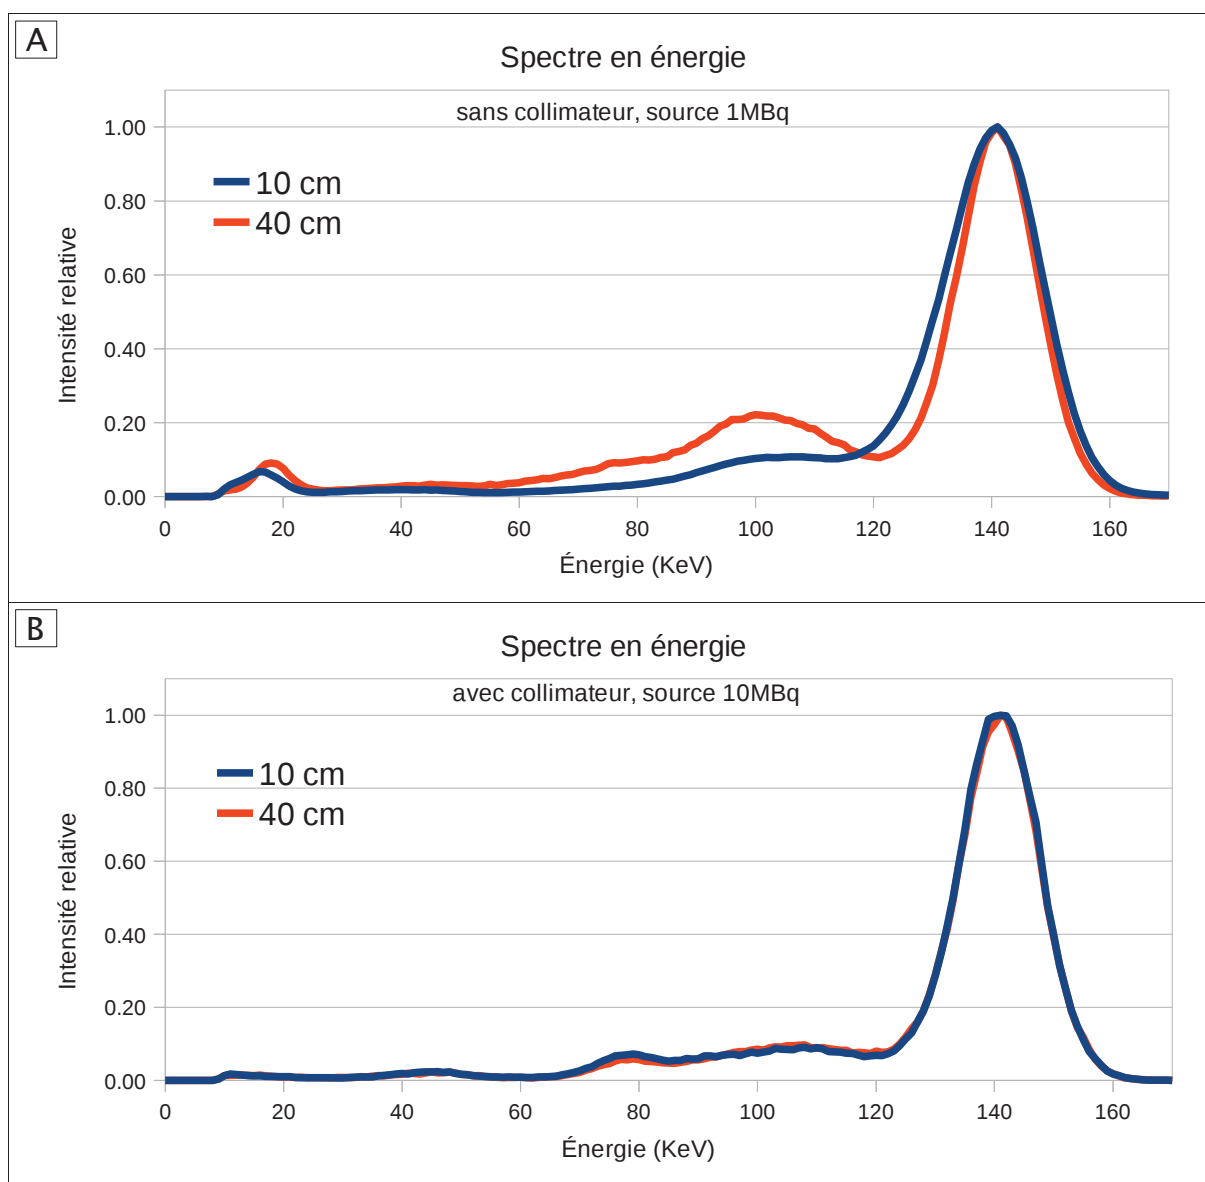 A
Spectre en énergie
sans collimateur, source 1MBq
10 cm
40 cm
Intensité relative
1.00
0.80
0.60
0.40
0.20
0.00
0 20 40 60 80 100 120 140 160
Énergie (KeV)
B
Spectre en énergie
avec collimateur, source 10MBq
10 cm
40 cm
Intensité relative
1.00
0.80
0.60
0.40
0.20
0.00
0 20 40 60 80 100 120 140 160
Énergie (KeV)